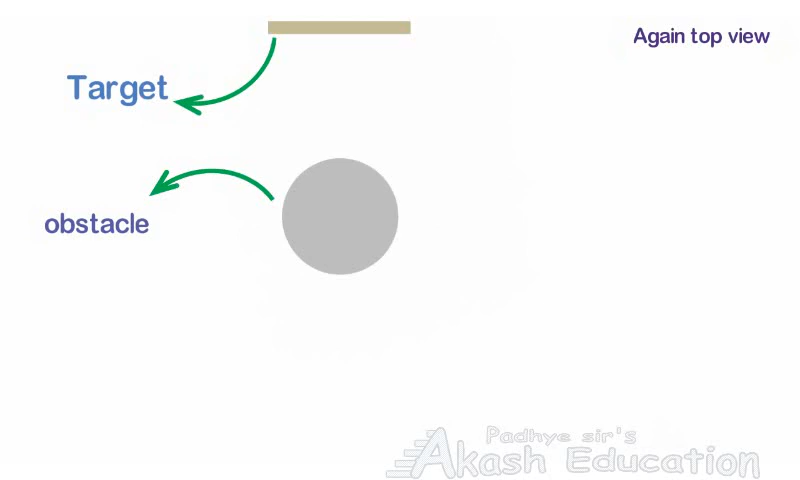 Again top view
Target
obstacle
Padhye sir's
Akash Education